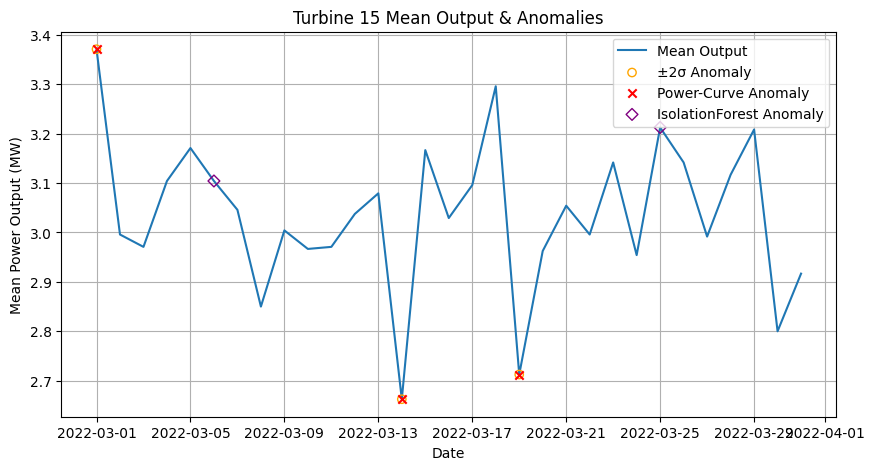 Turbine 15 Mean Output & Anomalies
Mean Output
±2σ Anomaly
Power-Curve Anomaly
IsolationForest Anomaly
Mean Power Output (MW)
3.4
3.3
3.2
3.1
3.0
2.9
2.8
2.7
2022-03-01
2022-03-05
2022-03-09
2022-03-13
2022-03-17
2022-03-21
2022-03-25
2022-03-29
2022-04-01
Date